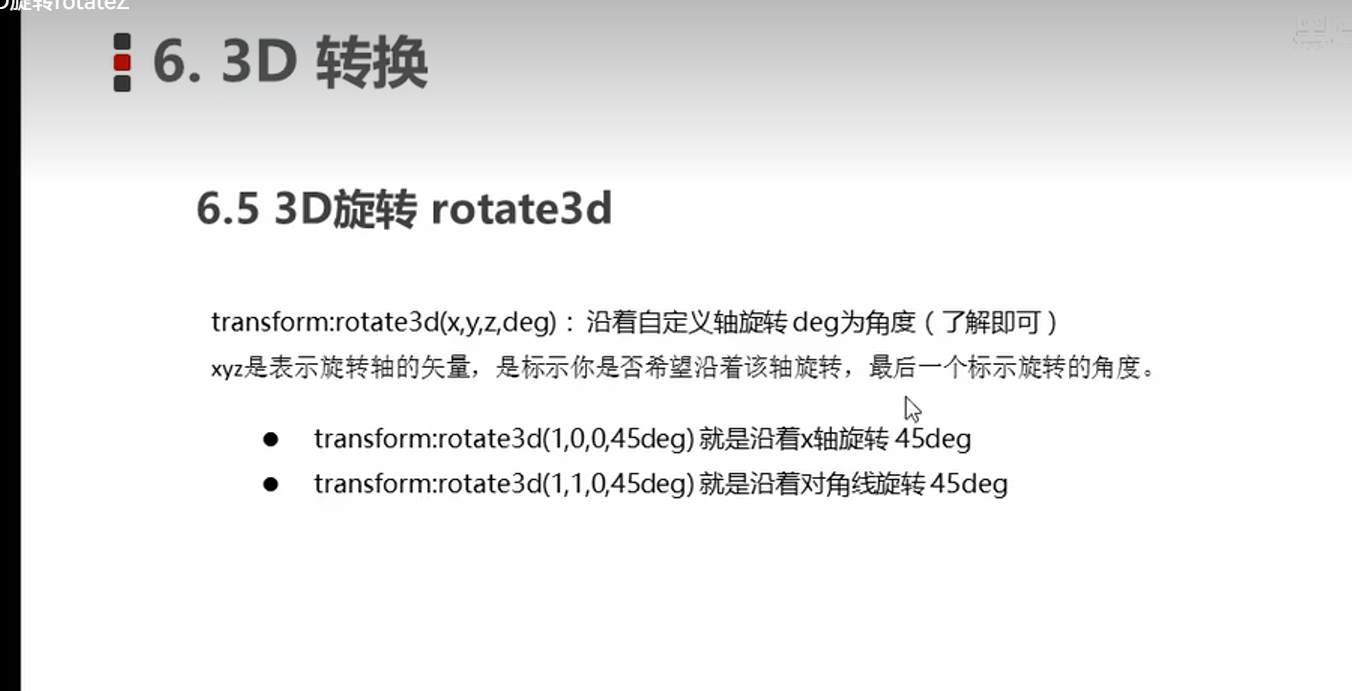 旋转rotateZ
6. 3D 转换
6.5 3D旋转 rotate3d
transform:rotate3d(x,y,z,deg)： 沿着自定义轴旋转 deg为角度（了解即可）
xyz是表示旋转轴的矢量，是标示你是否希望沿着该轴旋转，最后一个标示旋转的角度。
● transform:rotate3d(1,0,0,45deg) 就是沿着x轴旋转 45deg
● transform:rotate3d(1,1,0,45deg) 就是沿着对角线旋转 45deg